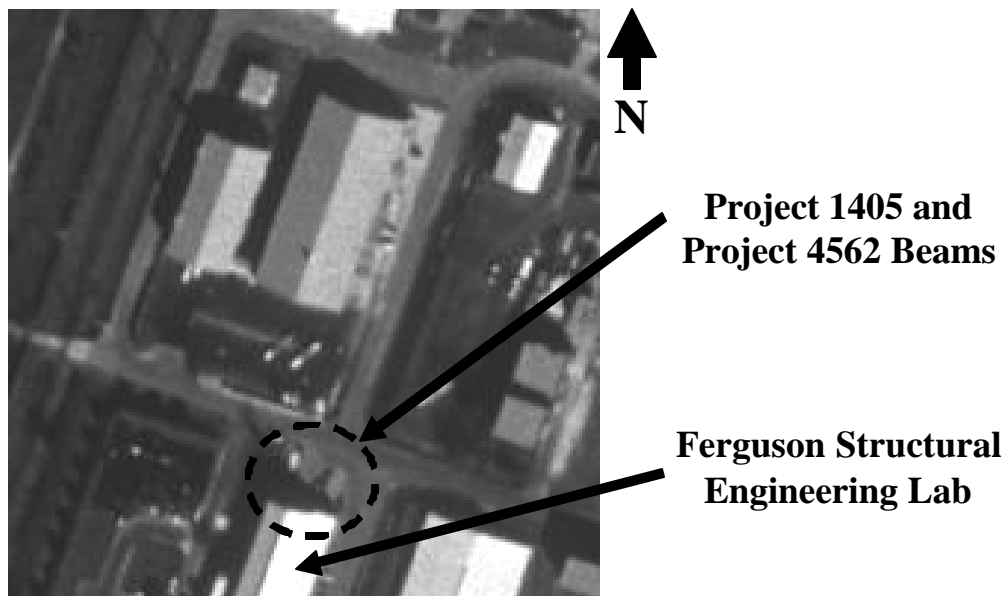 N
Project 1405 and
Project 4562 Beams
Ferguson Structural
Engineering Lab